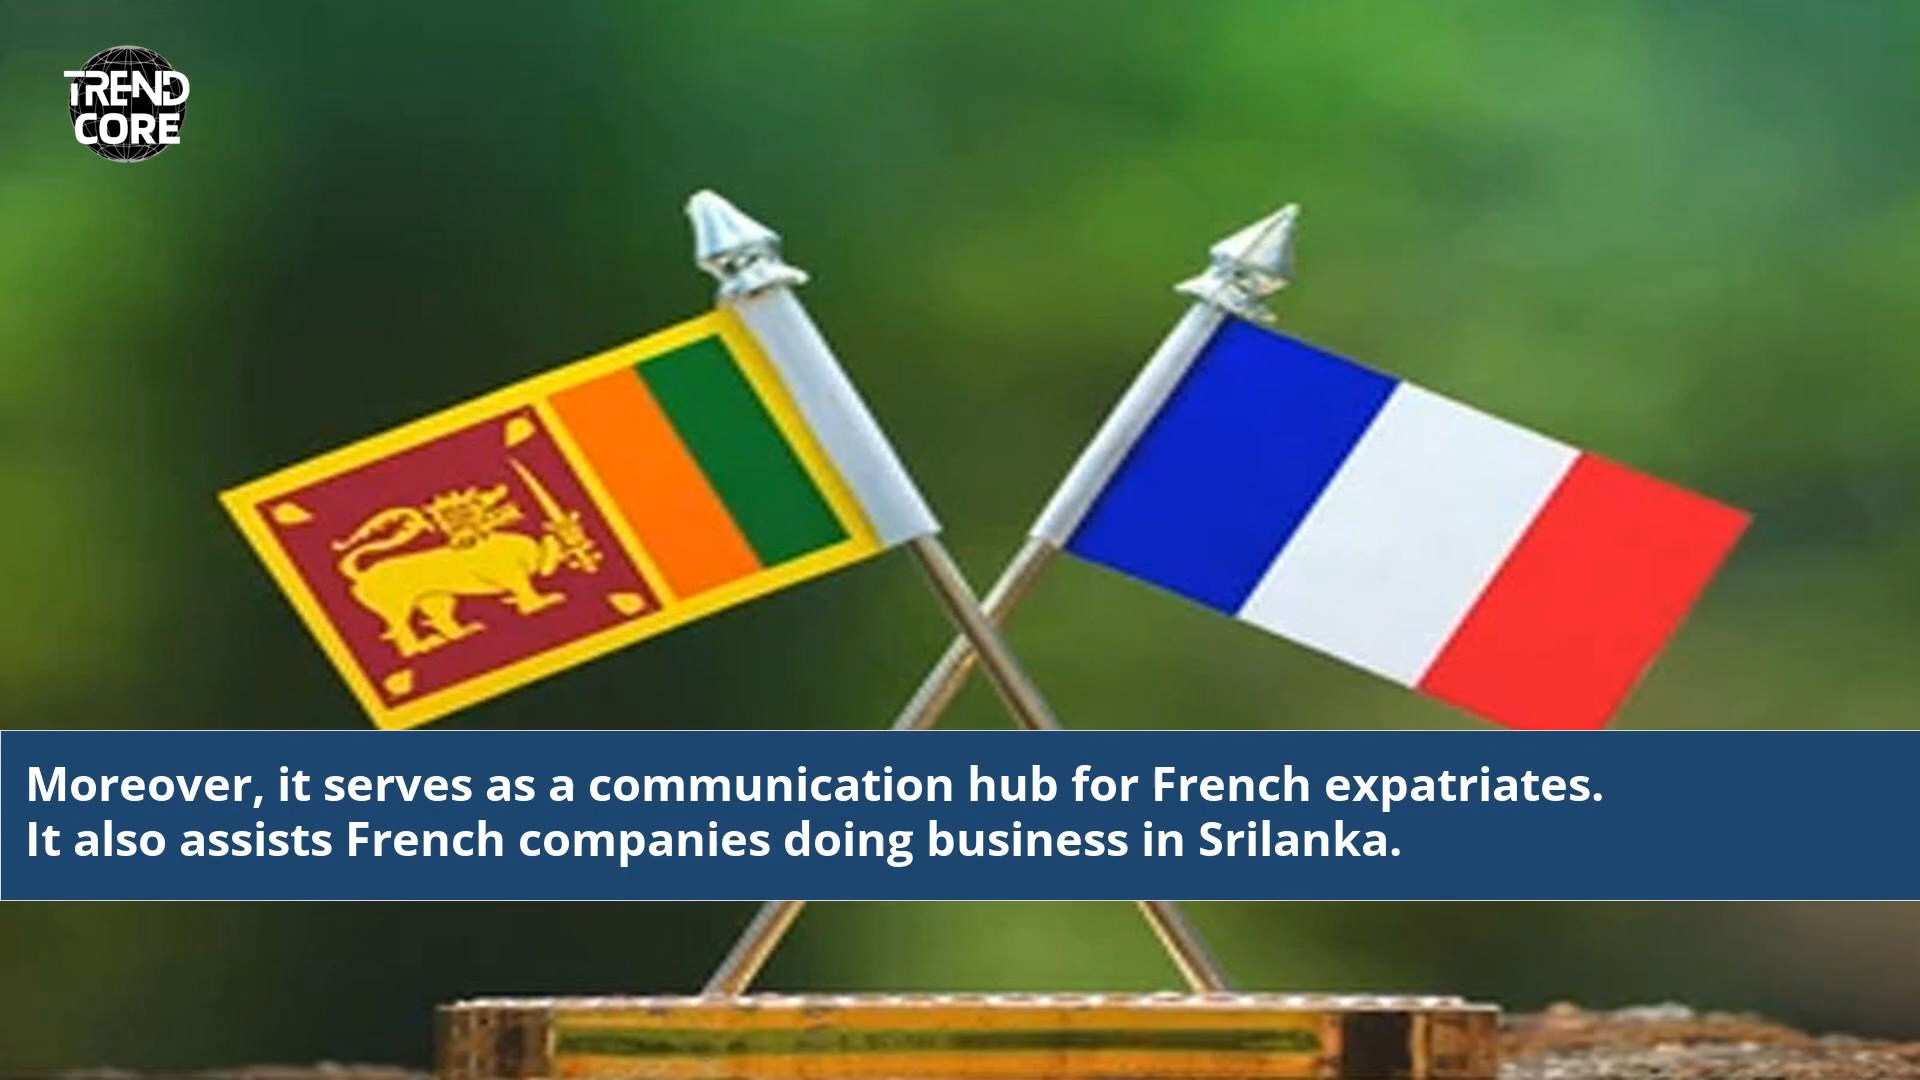 TREND
CORE
Moreover, it serves as a communication hub for French expatriates.
It also assists French companies doing business in Srilanka.